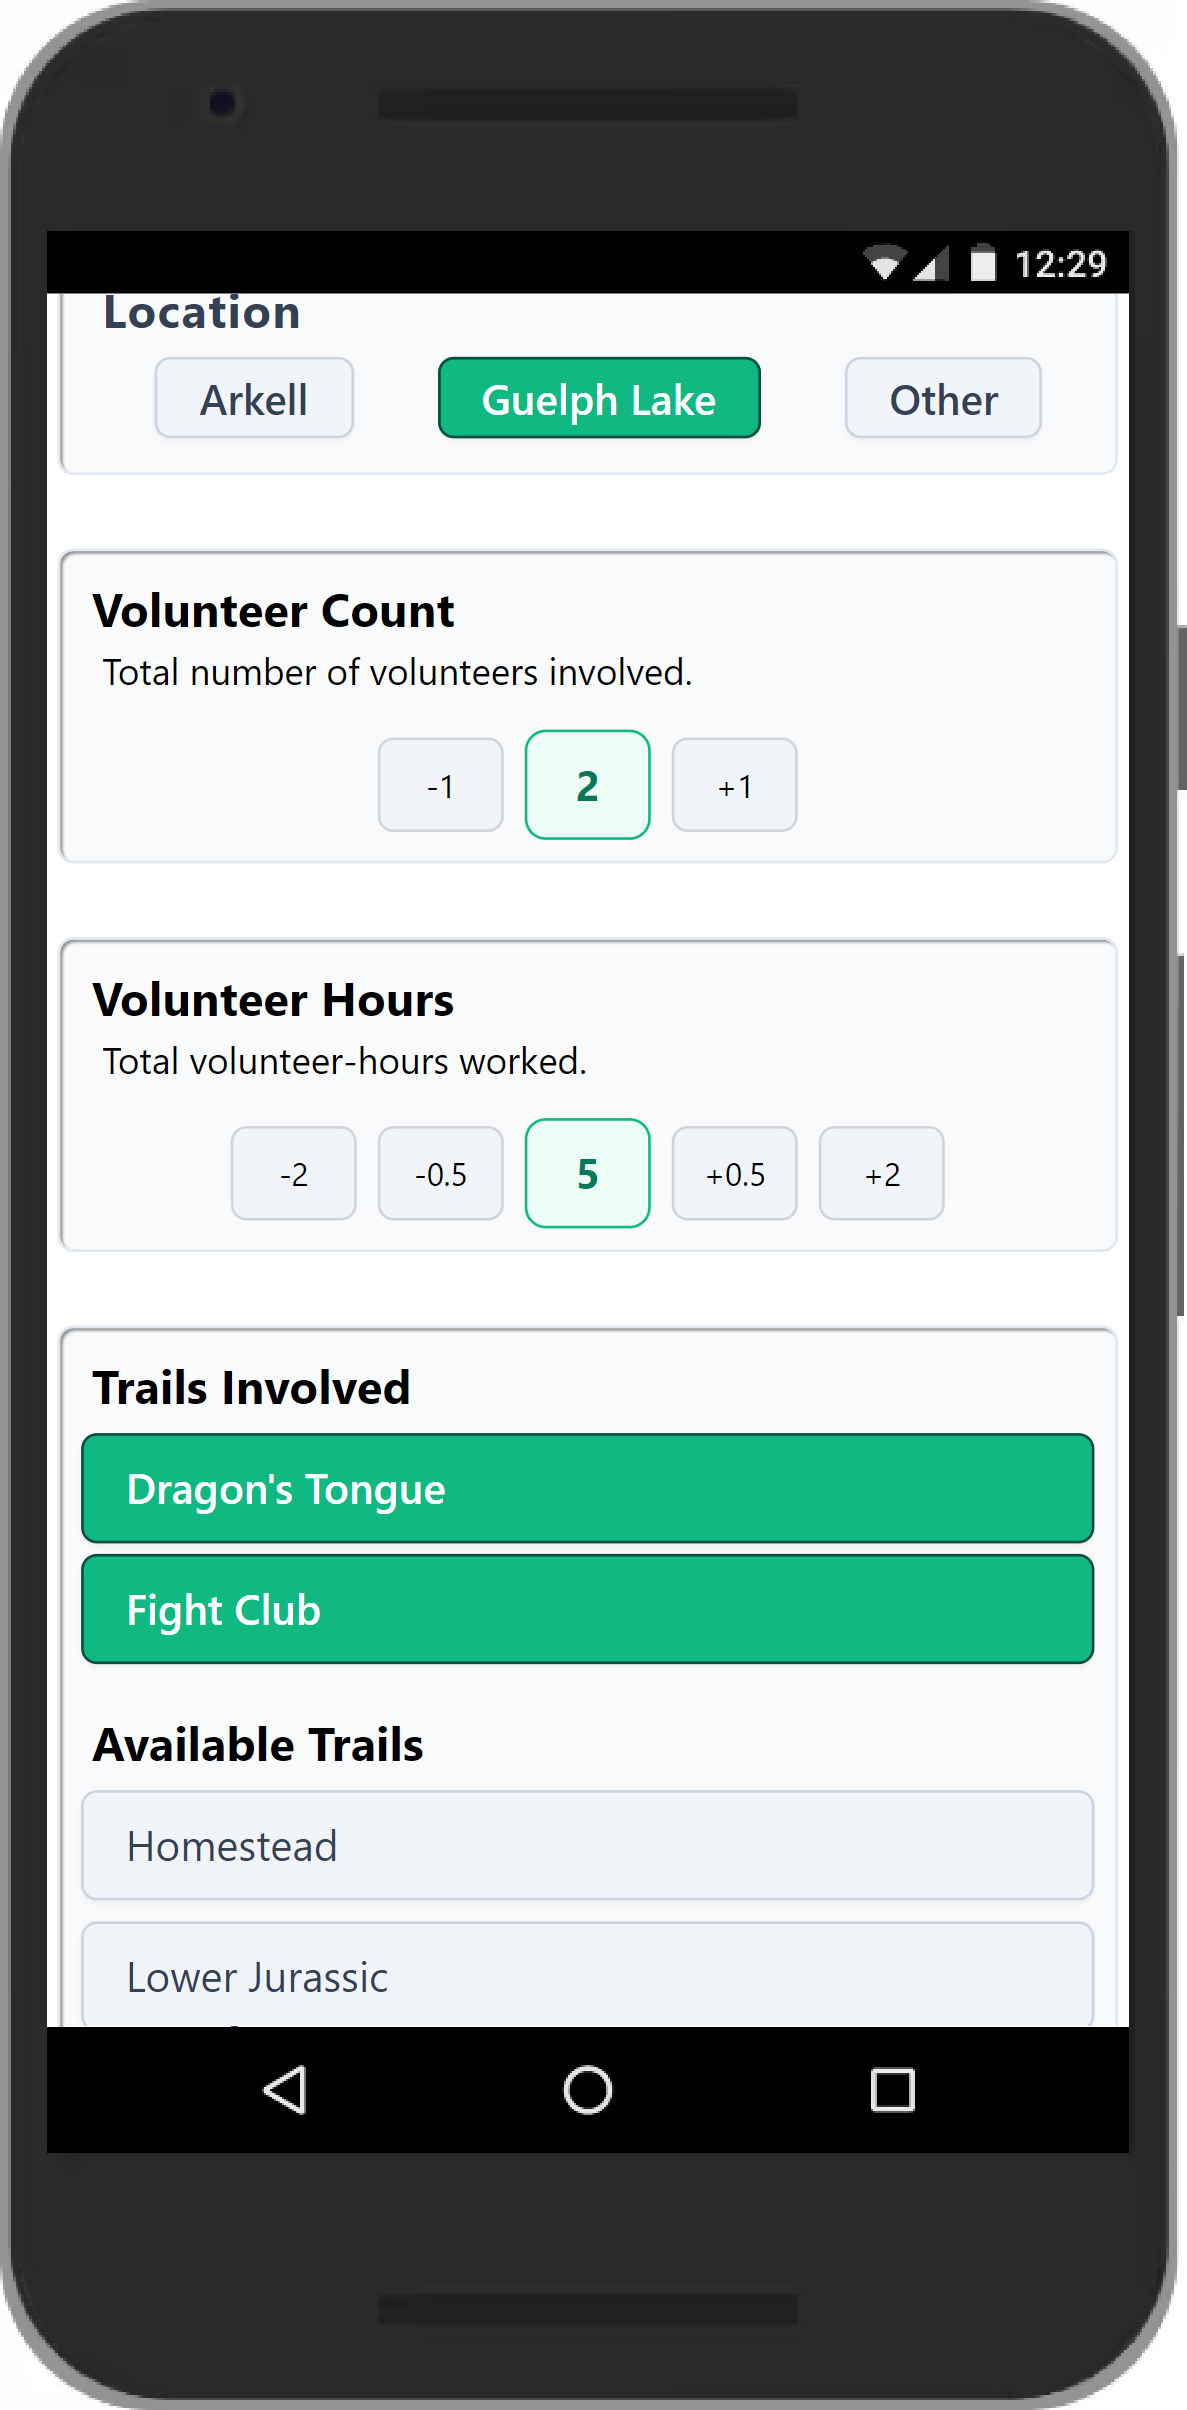 12:29
Location
Arkell Guelph Lake Other
Volunteer Count
Total number of volunteers involved.
-1 2 +1
Volunteer Hours
Total volunteer-hours worked.
-2 -0.5 5 +0.5 +2
Trails Involved
Dragon's Tongue
Fight Club
Available Trails
Homestead
Lower Jurassic